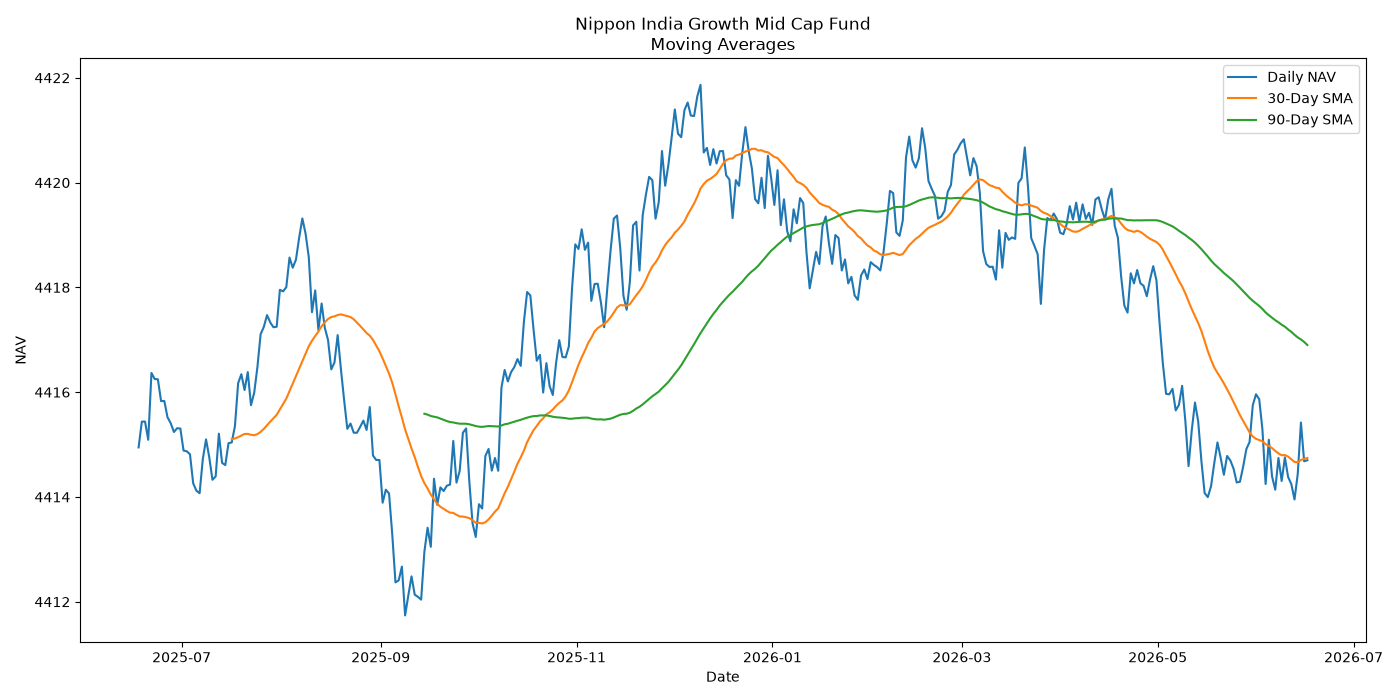 Nippon India Growth Mid Cap Fund
Moving Averages
Daily NAV
30-Day SMA
90-Day SMA
NAV
4422
4420
4418
4416
4414
4412
2025-07
2025-09
2025-11
2026-01
2026-03
2026-05
2026-07
Date